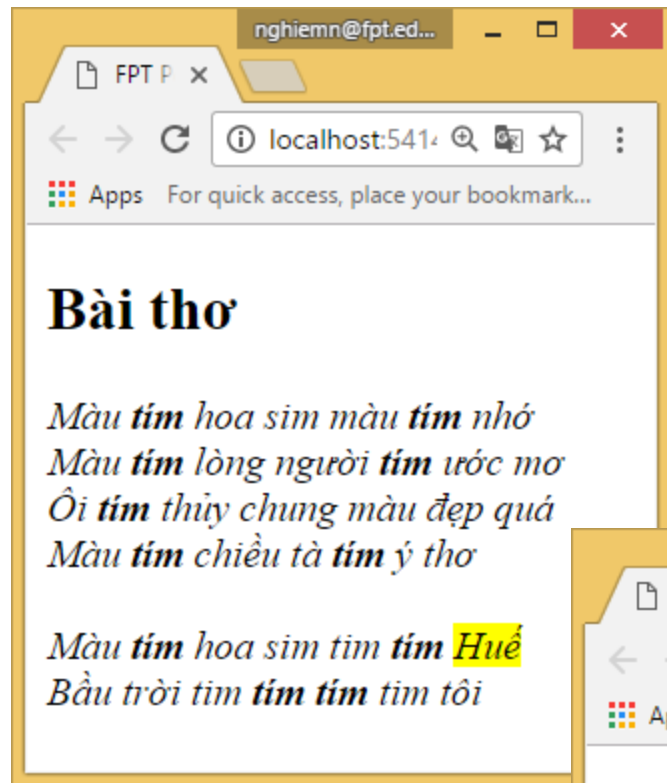 nghiemn@fpt.ed...
FPT P
localhost:541
Apps For quick access, place your bookmark...
Bài thơ
Màu tím hoa sim màu tím nhớ
Màu tím lòng người tím ước mơ
Ôi tím thủy chung màu đẹp quá
Màu tím chiều tà tím ý thơ
Màu tím hoa sim tim tím Huế
Bầu trời tim tím tím tim tôi